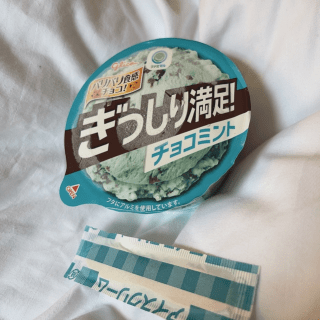 パリパリ食感
チョコ!
ぎっしり満足!
チョコミント
フタにアルミを使用しています。
アイスクリーム